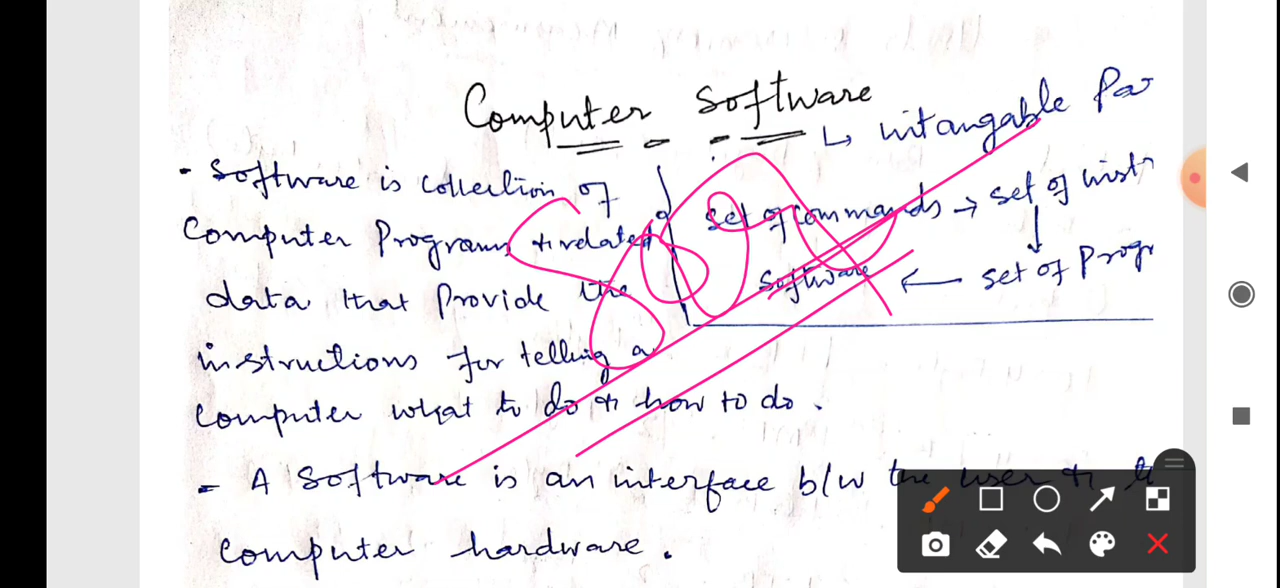 Computer Software
↳ intangable Par
- Software is collection of
Computer Programs & related
data that provide the
instructions for telling a
computer what to do & how to do.
set of commands → set of instr
↓
software ← set of Progr
- A Software is an interface b/w the user &
computer hardware.
Soft